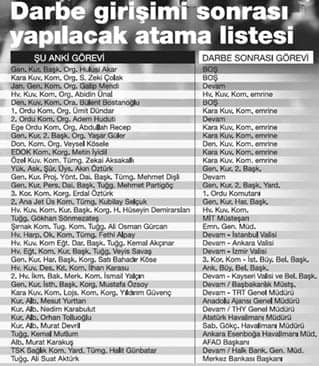 Darbe girişimi sonrası
yapılacak atama listesi
ŞU ANKİ GÖREVİ DARBE SONRASI GÖREVİ
Gen. Kur. Başk. Org. Hulüsi Akar BOŞ
Kara Kuv. Kom. Org. S. Zeki Çolak BOŞ
Jan. Gen. Kom. Org. Galip Mendi Devam
Hv. Kuv. Kom. Org. Abidin Ünal Hv. Kuv. Kom. emrine
Den. Kuv. Kom. Ora. Bülent Bostanoğlu BOŞ
1. Ordu Kom. Org. Ümit Dündar Kara Kuv. Kom. emrine
2. Ordu Kom. Org. Adem Huduti Devam
Ege Ordu Kom. Org. Abdullah Recep Kara Kuv. Kom. emrine
Gen. Kur. 2. Başk. Org. Yaşar Güler Kara Kuv. Kom. emrine
Don. Kom. Org. Veysel Kösele Den. Kuv. Kom. emrine
EDOK Kom. Korg. Metin İyidil Kara Kuv. Kom. emrine
Özel Kuv. Kom. Tümg. Zekai Aksakallı Kara Kuv. Kom. emrine
Yük. Ask. Şür. Üys. Akın Öztürk Gen. Kur. 2. Başk.
Gen. Kur. Proj. Yönt. Dai. Başk. Tümg. Mehmet Dişli Devam
Gen. Kur. Pers. Dai. Başk. Tuğg. Mehmet Partigöç Gen. Kur. 2. Başk. Yard.
3. Kor. Kom. Korg. Erdal Öztürk 1. Ordu Komutanı
2. Ana Jet Üs Kom. Tümg. Kubilay Selçuk Gen. Kur. Har. Başk.
Hv. Kuv. Kom. Kur. Başk. Korg. H. Hüseyin Demirarslan Hv. Kuv. Kom.
Tuğg. Gökhan Sönmezateş MİT Müsteşarı
Şırnak Kom. Tug. Kom. Tuğg. Ali Osman Gürcan Emn. Gen. Müd.
Hv. Harp. Ok. Kom. Tümg. Fethi Alpay Devam - İstanbul Valisi
Hv. Kuv. Kom Eğt. Dar. Başk. Tuğg. Kemal Akçınar Devam - Ankara Valisi
Hv. Eğt. Kom. Kur. Başk. Tuğg. Veyis Savaş Devam - İzmir Valisi
Gen. Kur. Har. Başk. Korg. Satı Bahadır Köse 3. Kor. Kom - İst. Büy. Bel. Başk.
Hv. Kuv. Des. Kıt. Kom. İlhan Karasu Ank. Büy. Bel. Başk.
2. Hv. İkm. Bak. Merk. Kom. İsmail Yalçın Devam - Kayseri Valisi ve Bel. Başk.
Gen. Kur. İsth. Başk. Korg. Mustafa Özsoy Devam / Başbakanlık Müstş.
Kara Kuv. Kom. Loja. Kom. Korg. Yıldırım Güvenç Devam - TRT Genel Müdürü
Kur. Alb. Mesut Yurttan Anadolu Ajansı Genel Müdürü
Kur. Alb. Nedim Karabulut Devam / THY Genel Müdürü
Kur. Alb. Orhan Tolluoğlu Atatürk Havalimanı Müdürü
Kur. Alb. Murat Devril Sab. Gökç. Havalimanı Müdürü
Tuğg. Kemal Mutlum Ankara Esenboğa Havalimanı Müd.
Alb. Murat Karakuş AFAD Başkanı
TSK Sağlık Kom. Yard. Tümg. Halit Günbatar Devam / Halk Bank. Gen. Müd.
Tuğg. Ali Suat Aktürk Merkez Bankası Başkanı